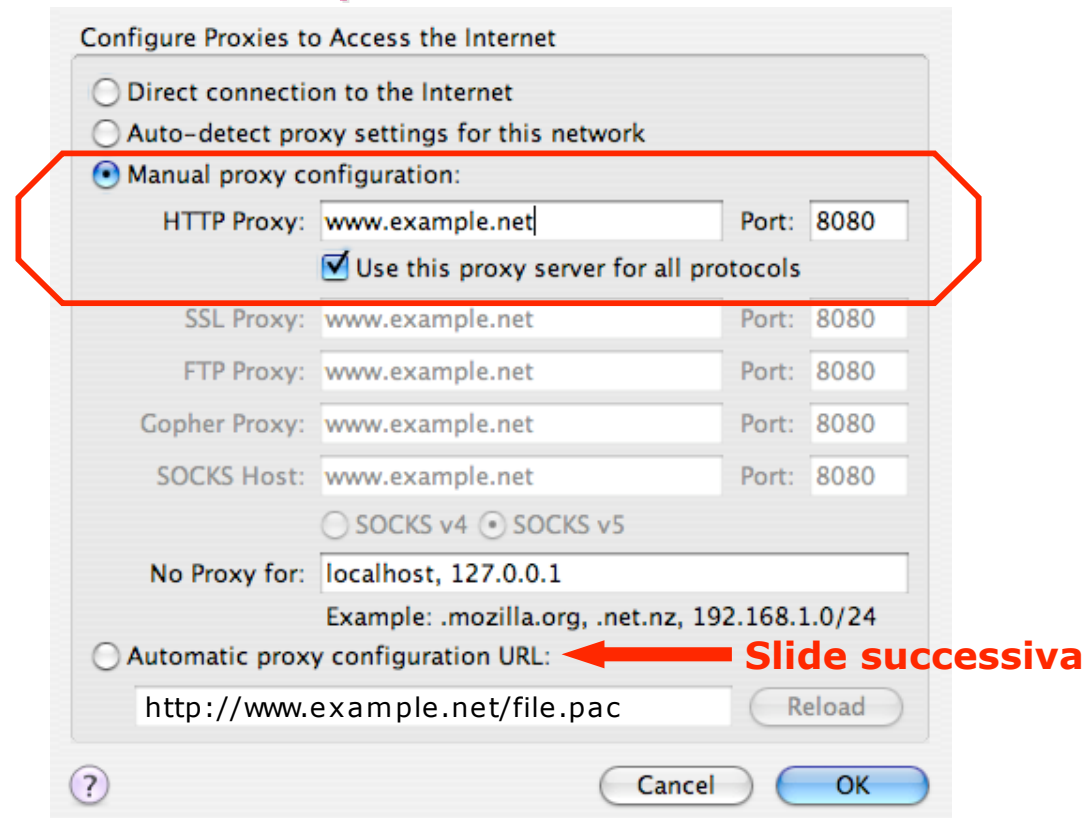 Configure Proxies to Access the Internet
Direct connection to the Internet
Auto-detect proxy settings for this network
Manual proxy configuration:
HTTP Proxy: www.example.net Port: 8080
Use this proxy server for all protocols
SSL Proxy: www.example.net Port: 8080
FTP Proxy: www.example.net Port: 8080
Gopher Proxy: www.example.net Port: 8080
SOCKS Host: www.example.net Port: 8080
SOCKS v4 SOCKS v5
No Proxy for: localhost, 127.0.0.1
Example: .mozilla.org, .net.nz, 192.168.1.0/24
Automatic proxy configuration URL: Slide successiva
http://www.example.net/file.pac Reload
? Cancel OK